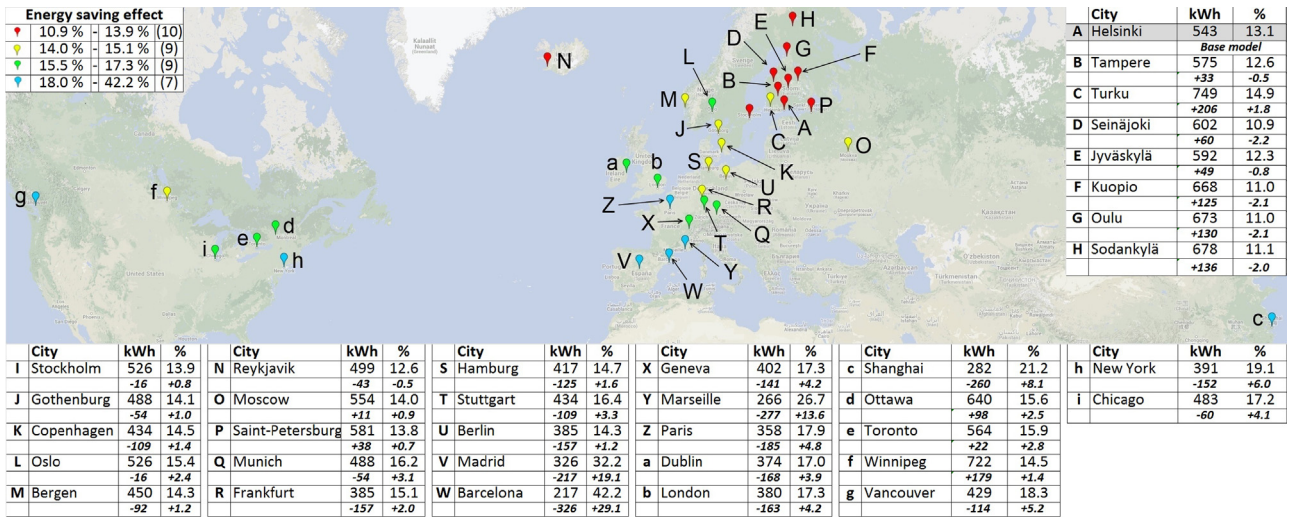 Energy saving effect
10.9 % - 13.9 % (10)
14.0 % - 15.1 % (9)
15.5 % - 17.3 % (9)
18.0 % - 42.2 % (7)
Kalaallit
Nunaat
(Greenland)
N
M
L
D
E
H
G
F
B
P
A
C
J
K
S
U
O
a
b
Z
R
X
T
Q
V
W
Y
g
f
d
e
i
h
c
United States
España
City kWh %
A Helsinki 543 13.1
Base model
B Tampere 575 12.6
+33 -0.5
C Turku 749 14.9
+206 +1.8
D Seinäjoki 602 10.9
+60 -2.2
E Jyväskylä 592 12.3
+49 -0.8
F Kuopio 668 11.0
+125 -2.1
G Oulu 673 11.0
+130 -2.1
H Sodankylä 678 11.1
+136 -2.0
City kWh %
I Stockholm 526 13.9
-16 +0.8
J Gothenburg 488 14.1
-54 +1.0
K Copenhagen 434 14.5
-109 +1.4
L Oslo 526 15.4
-16 +2.4
M Bergen 450 14.3
-92 +1.2
City kWh %
N Reykjavik 499 12.6
-43 -0.5
O Moscow 554 14.0
+11 +0.9
P Saint-Petersburg 581 13.8
+38 +0.7
Q Munich 488 16.2
-54 +3.1
R Frankfurt 385 15.1
-157 +2.0
City kWh %
S Hamburg 417 14.7
-125 +1.6
T Stuttgart 434 16.4
-109 +3.3
U Berlin 385 14.3
-157 +1.2
V Madrid 326 32.2
-217 +19.1
W Barcelona 217 42.2
-326 +29.1
City kWh %
X Geneva 402 17.3
-141 +4.2
Y Marseille 266 26.7
-277 +13.6
Z Paris 358 17.9
-185 +4.8
a Dublin 374 17.0
-168 +3.9
b London 380 17.3
-163 +4.2
City kWh %
c Shanghai 282 21.2
-260 +8.1
d Ottawa 640 15.6
+98 +2.5
e Toronto 564 15.9
+22 +2.8
f Winnipeg 722 14.5
+179 +1.4
g Vancouver 429 18.3
-114 +5.2
City kWh %
h New York 391 19.1
-152 +6.0
i Chicago 483 17.2
-60 +4.1